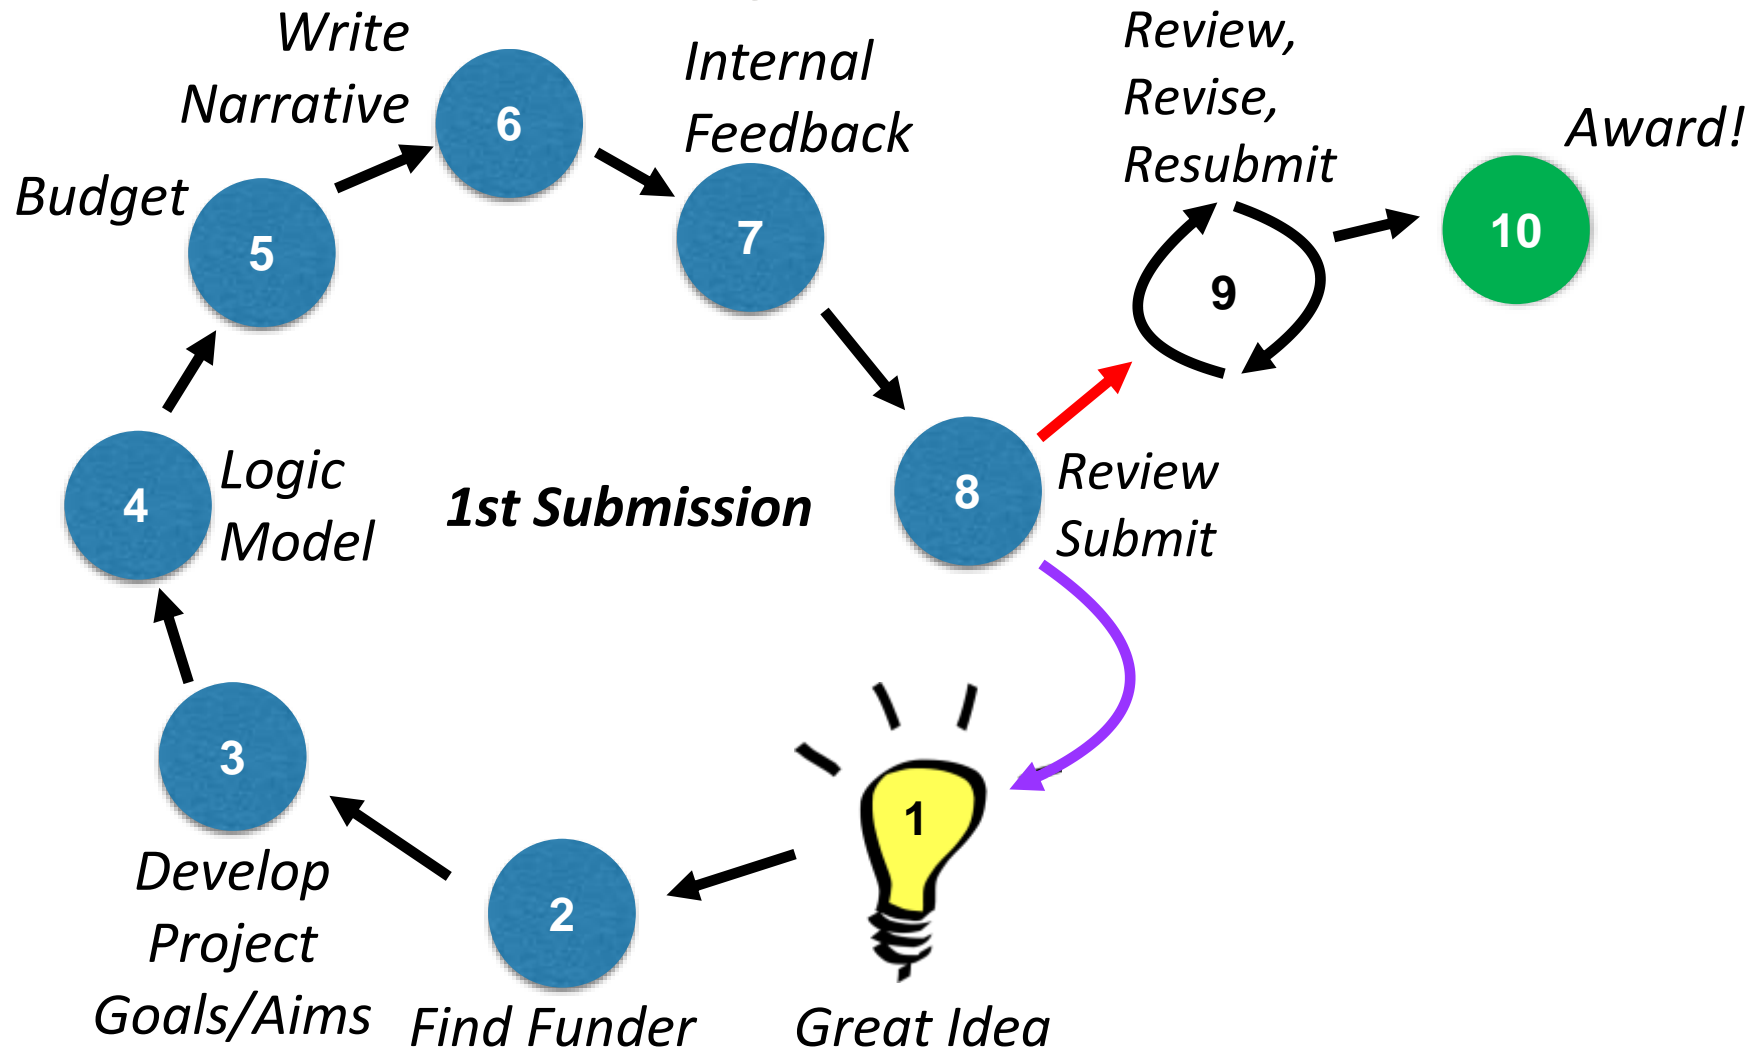 Write
Narrative
6
Internal
Feedback
7
Review,
Revise,
Resubmit
9
Award!
10
Budget
5
Logic
Model
4
1st Submission
8
Review
Submit
3
Develop
Project
Goals/Aims
2
Find Funder
1
Great Idea